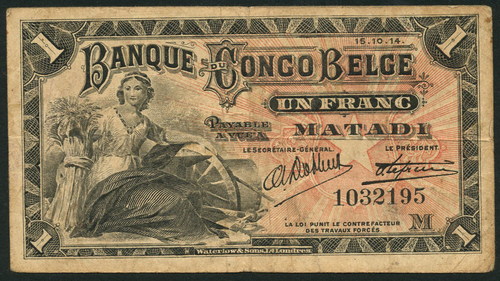 1 1
15.10.14.
BANQUE DU CONGO BELGE
UN FRANC
PAYABLE A VUE A MATADI
LE SECRÉTAIRE-GÉNÉRAL. LE PRÉSIDENT.
1032195
M
LA LOI PUNIT LE CONTREFACTEUR
DES TRAVAUX FORCÉS.
1 1
Waterlow & Sons, Ld Londres.